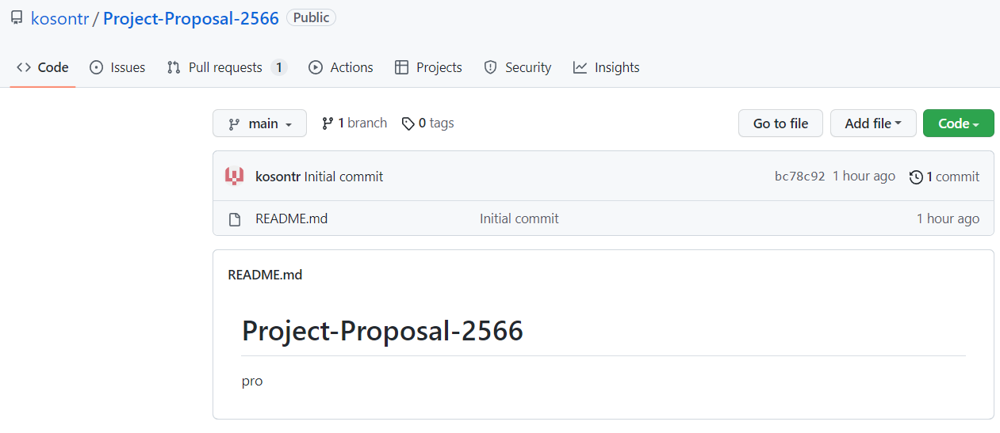 kosontr / Project-Proposal-2566 Public
Code Issues Pull requests 1 Actions Projects Security Insights
main 1 branch 0 tags Go to file Add file Code
kosontr Initial commit bc78c92 1 hour ago 1 commit
README.md Initial commit 1 hour ago
README.md
Project-Proposal-2566
pro